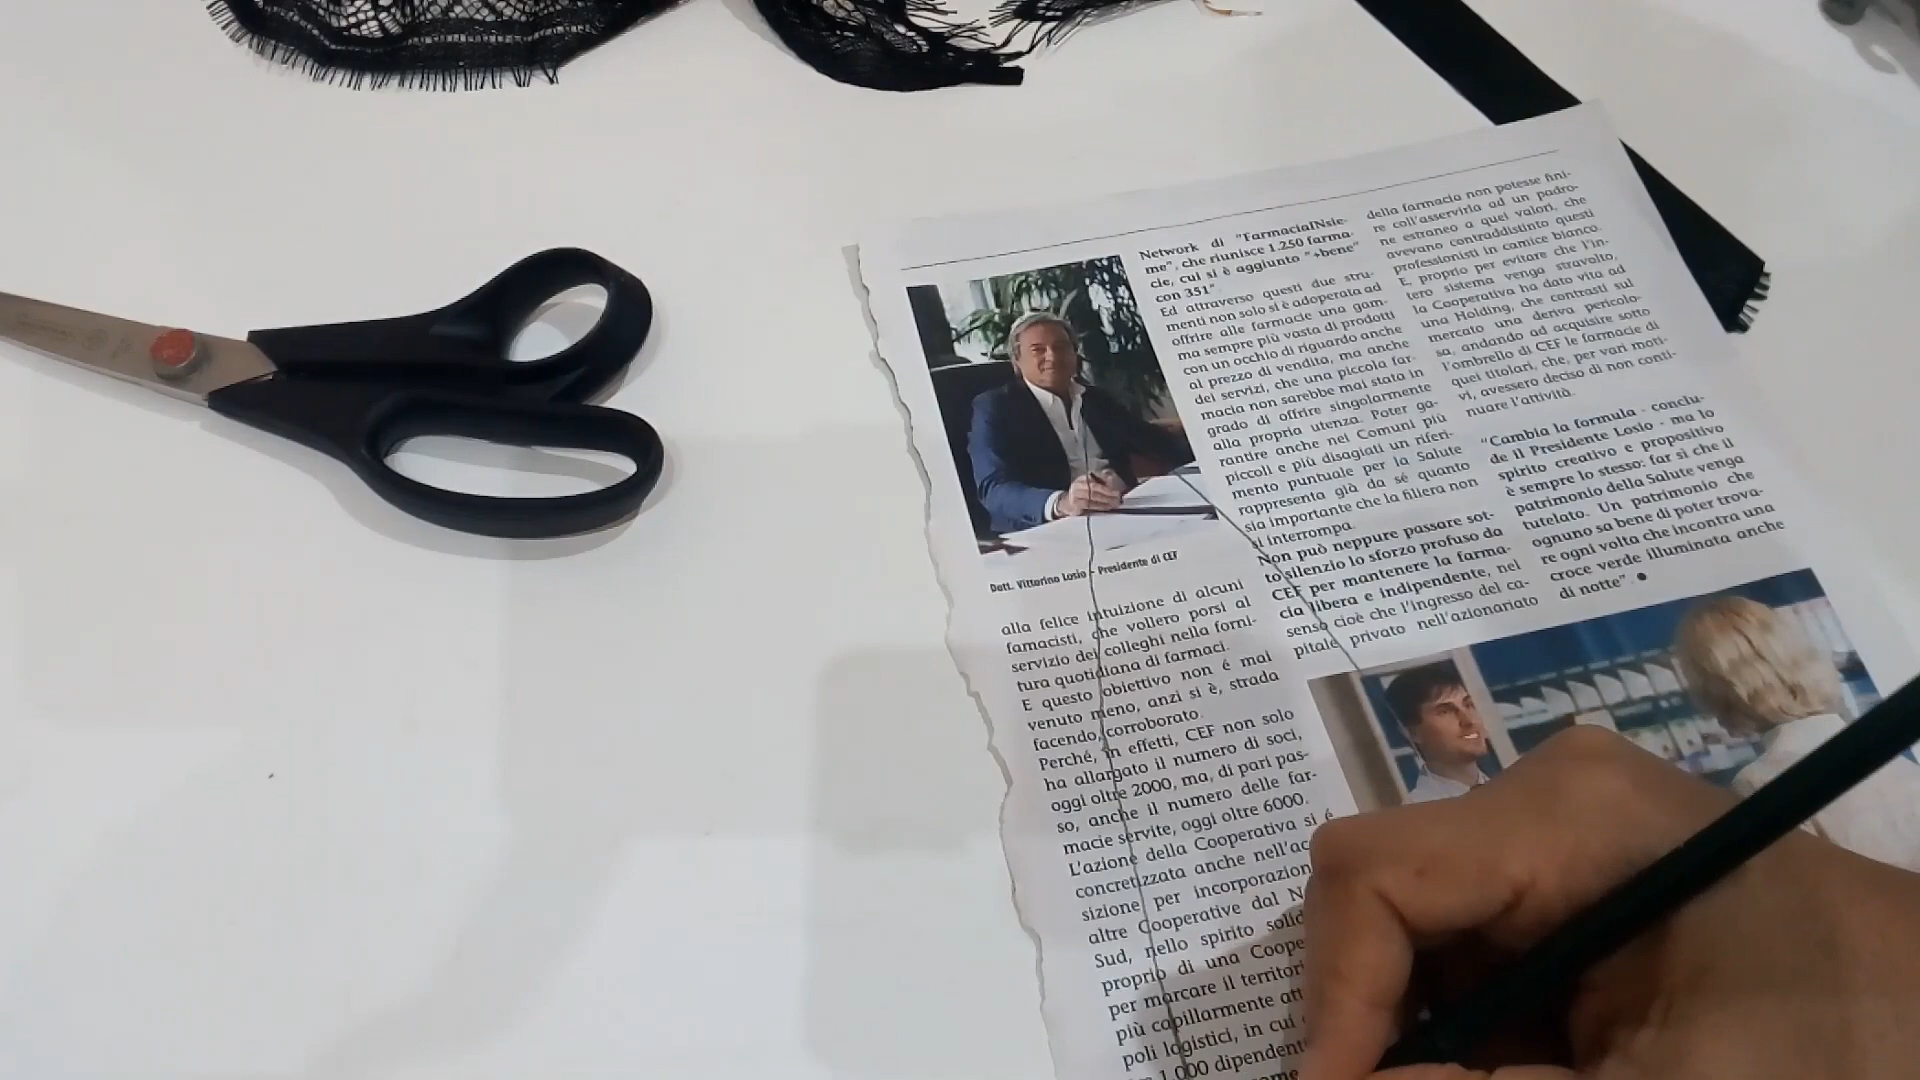 Dott. Vittorino Losio - Presidente di CEF
alla felice intuizione di alcuni
famacisti, che vollero porsi al
servizio dei colleghi nella forni-
tura quotidiana di farmaci.
E questo obiettivo non é mai
venuto meno, anzi si è, strada
facendo, corroborato.
Perché, in effetti, CEF non solo
ha allargato il numero di soci,
oggi oltre 2000, ma, di pari pas-
so, anche il numero delle far-
macie servite, oggi oltre 6000.
L'azione della Cooperativa si é
concretizzata anche nell'ac
sizione per incorporazion
altre Cooperative dal N
Sud, nello spirito solid
proprio di una Coope
per marcare il territori
più capillarmente att
poli logistici, in cui
1.000 dipendent
ome
Network di "FarmaciaINsie-
me", che riunisce 1.250 farma-
cie, cui si è aggiunto "+bene"
con 351".
Ed attraverso questi due stru-
menti non solo si è adoperata ad
offrire alle farmacie una gam-
ma sempre più vasta di prodotti
con un occhio di riguardo anche
al prezzo di vendita, ma anche
dei servizi, che una piccola far-
macia non sarebbe mai stata in
grado di offrire singolarmente
alla propria utenza. Poter ga-
rantire anche nei Comuni più
piccoli e più disagiati un riferi-
mento puntuale per la Salute
rappresenta già da sé quanto
sia importante che la filiera non
si interrompa.
Non può neppure passare sot-
to silenzio lo sforzo profuso da
CEF per mantenere la farma-
cia libera e indipendente, nel
senso cioè che l'ingresso del ca-
pitale privato nell'azionariato
della farmacia non potesse fini-
re coll'asservirla ad un padro-
ne estraneo a quei valori, che
avevano contraddistinto questi
professionisti in camice bianco.
E, proprio per evitare che l'in-
tero sistema venga stravolto,
la Cooperativa ha dato vita ad
una Holding, che contrasti sul
mercato una deriva pericolo-
sa, andando ad acquisire sotto
l'ombrello di CEF le farmacie di
quei titolari, che, per vari moti-
vi, avessero deciso di non conti-
nuare l'attività.
"Cambia la formula - conclu-
de il Presidente Losio - ma lo
spirito creativo e propositivo
è sempre lo stesso: far sì che il
patrimonio della Salute venga
tutelato. Un patrimonio che
ognuno sa bene di poter trova-
re ogni volta che incontra una
croce verde illuminata anche
di notte". ●